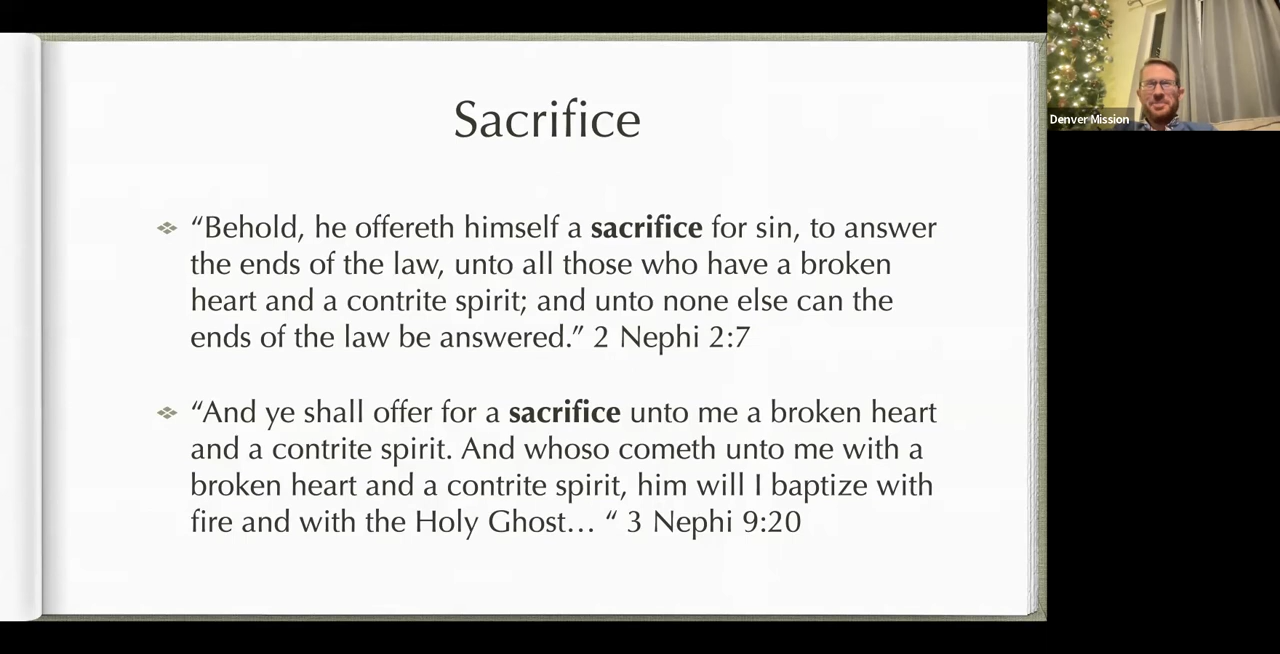 Sacrifice
“Behold, he offereth himself a sacrifice for sin, to answer
the ends of the law, unto all those who have a broken
heart and a contrite spirit; and unto none else can the
ends of the law be answered.” 2 Nephi 2:7
“And ye shall offer for a sacrifice unto me a broken heart
and a contrite spirit. And whoso cometh unto me with a
broken heart and a contrite spirit, him will I baptize with
fire and with the Holy Ghost… “ 3 Nephi 9:20
Denver Mission